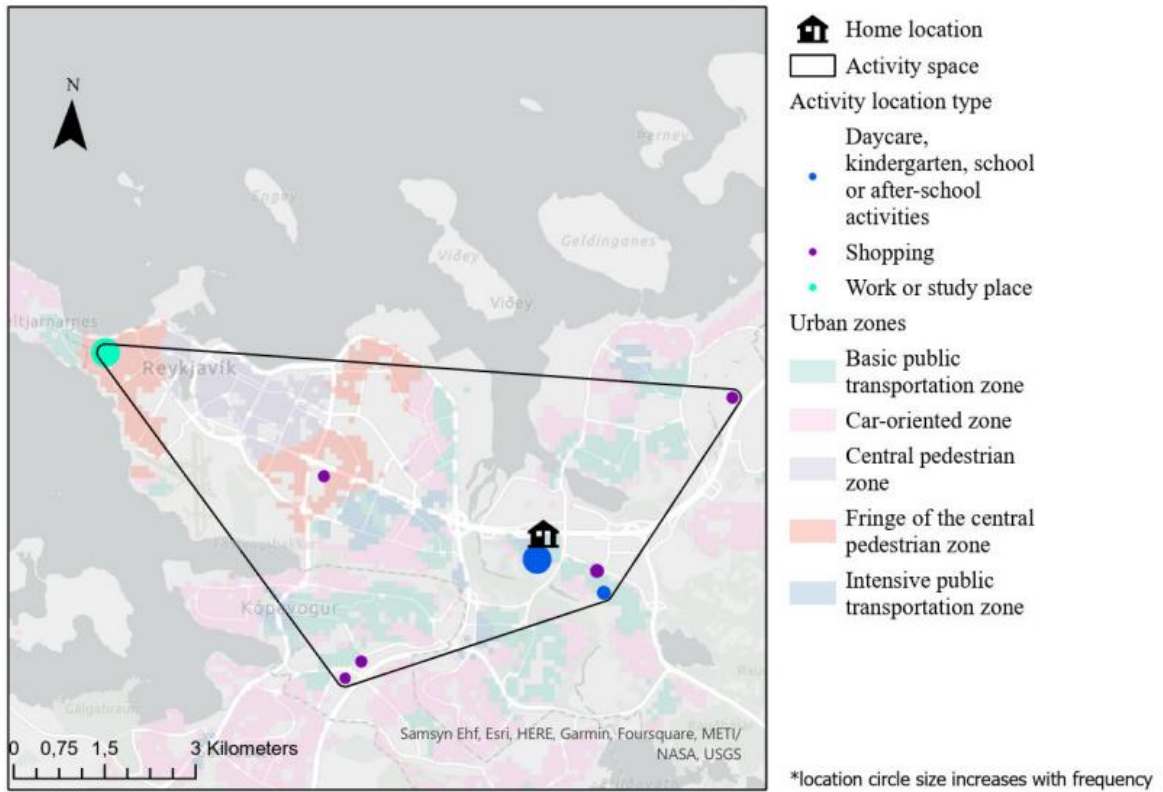 N
Engey
Þerney
Geldinganes
Viðey
Viðey
eltjarnarnes
Reykjavík
Kópavogur
Gálgahraun
0 0,75 1,5 3 Kilometers
Samsyn Ehf, Esri, HERE, Garmin, Foursquare, METI/
NASA, USGS
Home location
Activity space
Activity location type
Daycare,
kindergarten, school
or after-school
activities
Shopping
Work or study place
Urban zones
Basic public
transportation zone
Car-oriented zone
Central pedestrian
zone
Fringe of the central
pedestrian zone
Intensive public
transportation zone
*location circle size increases with frequency